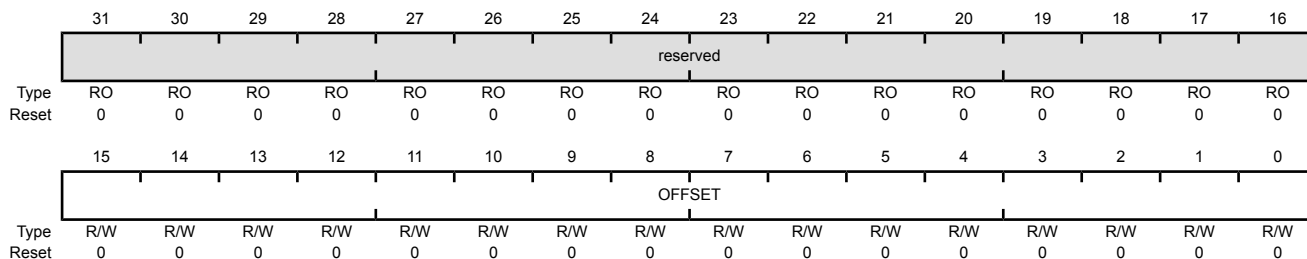 31 30 29 28 27 26 25 24 23 22 21 20 19 18 17 16
reserved
Type RO RO RO RO RO RO RO RO RO RO RO RO RO RO RO RO
Reset 0 0 0 0 0 0 0 0 0 0 0 0 0 0 0 0
15 14 13 12 11 10 9 8 7 6 5 4 3 2 1 0
OFFSET
Type R/W R/W R/W R/W R/W R/W R/W R/W R/W R/W R/W R/W R/W R/W R/W R/W
Reset 0 0 0 0 0 0 0 0 0 0 0 0 0 0 0 0